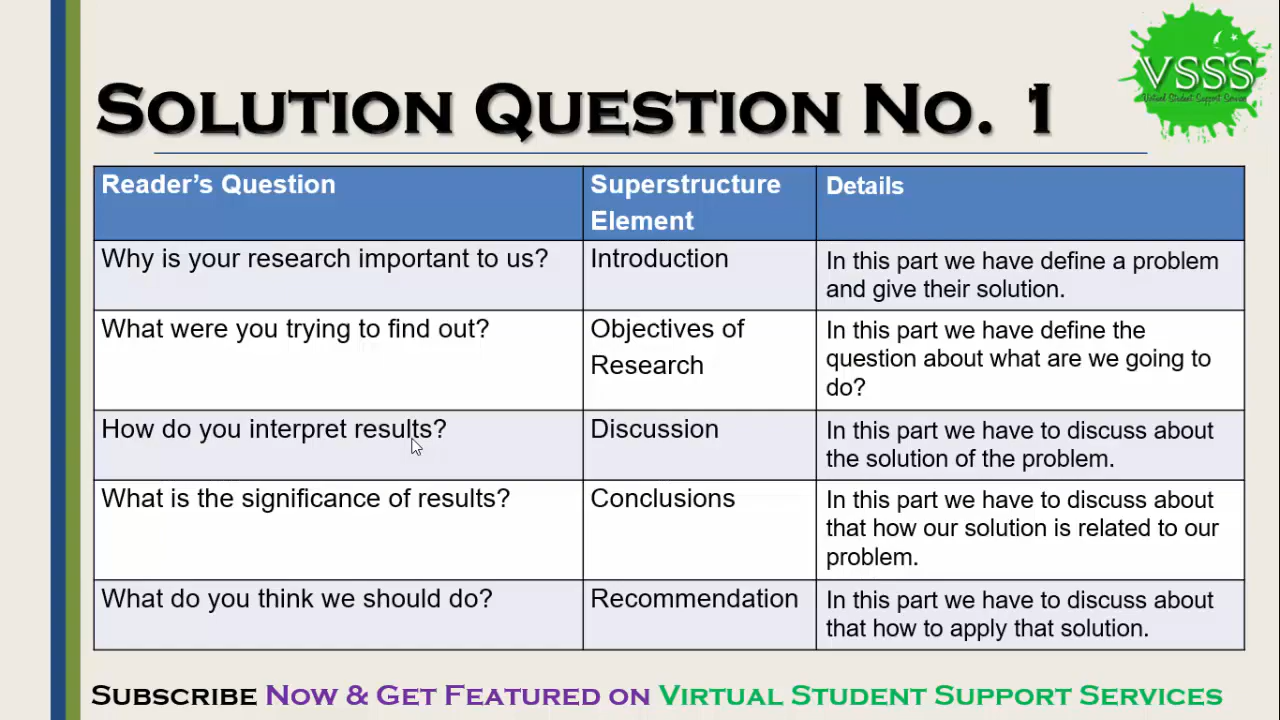 VSSS
Virtual Student Support Service
SOLUTION QUESTION NO. 1
Reader's Question
Superstructure
Element
Details
Why is your research important to us?
Introduction
In this part we have define a problem
and give their solution.
What were you trying to find out?
Objectives of
Research
In this part we have define the
question about what are we going to
do?
How do you interpret results?
Discussion
In this part we have to discuss about
the solution of the problem.
What is the significance of results?
Conclusions
In this part we have to discuss about
that how our solution is related to our
problem.
What do you think we should do?
Recommendation
In this part we have to discuss about
that how to apply that solution.
SUBSCRIBE NOW & GET FEATURED ON VIRTUAL STUDENT SUPPORT SERVICES